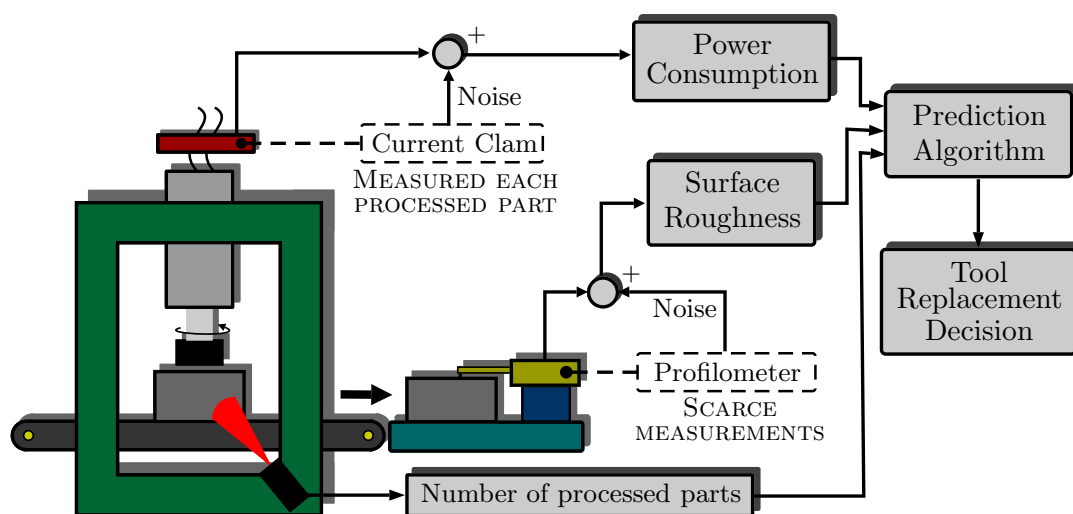 Power
Consumption
+
Noise
Current Clam
MEASURED EACH
PROCESSED PART
Prediction
Algorithm
Surface
Roughness
+
Noise
Tool
Replacement
Decision
Profilometer
SCARCE
MEASUREMENTS
Number of processed parts